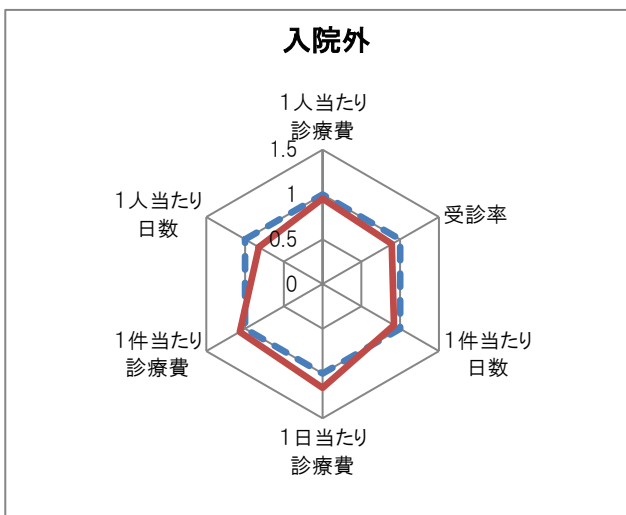 入院外
1人当たり
診療費
1.5
1
0.5
0
受診率
1件当たり
日数
1日当たり
診療費
1件当たり
診療費
1人当たり
日数